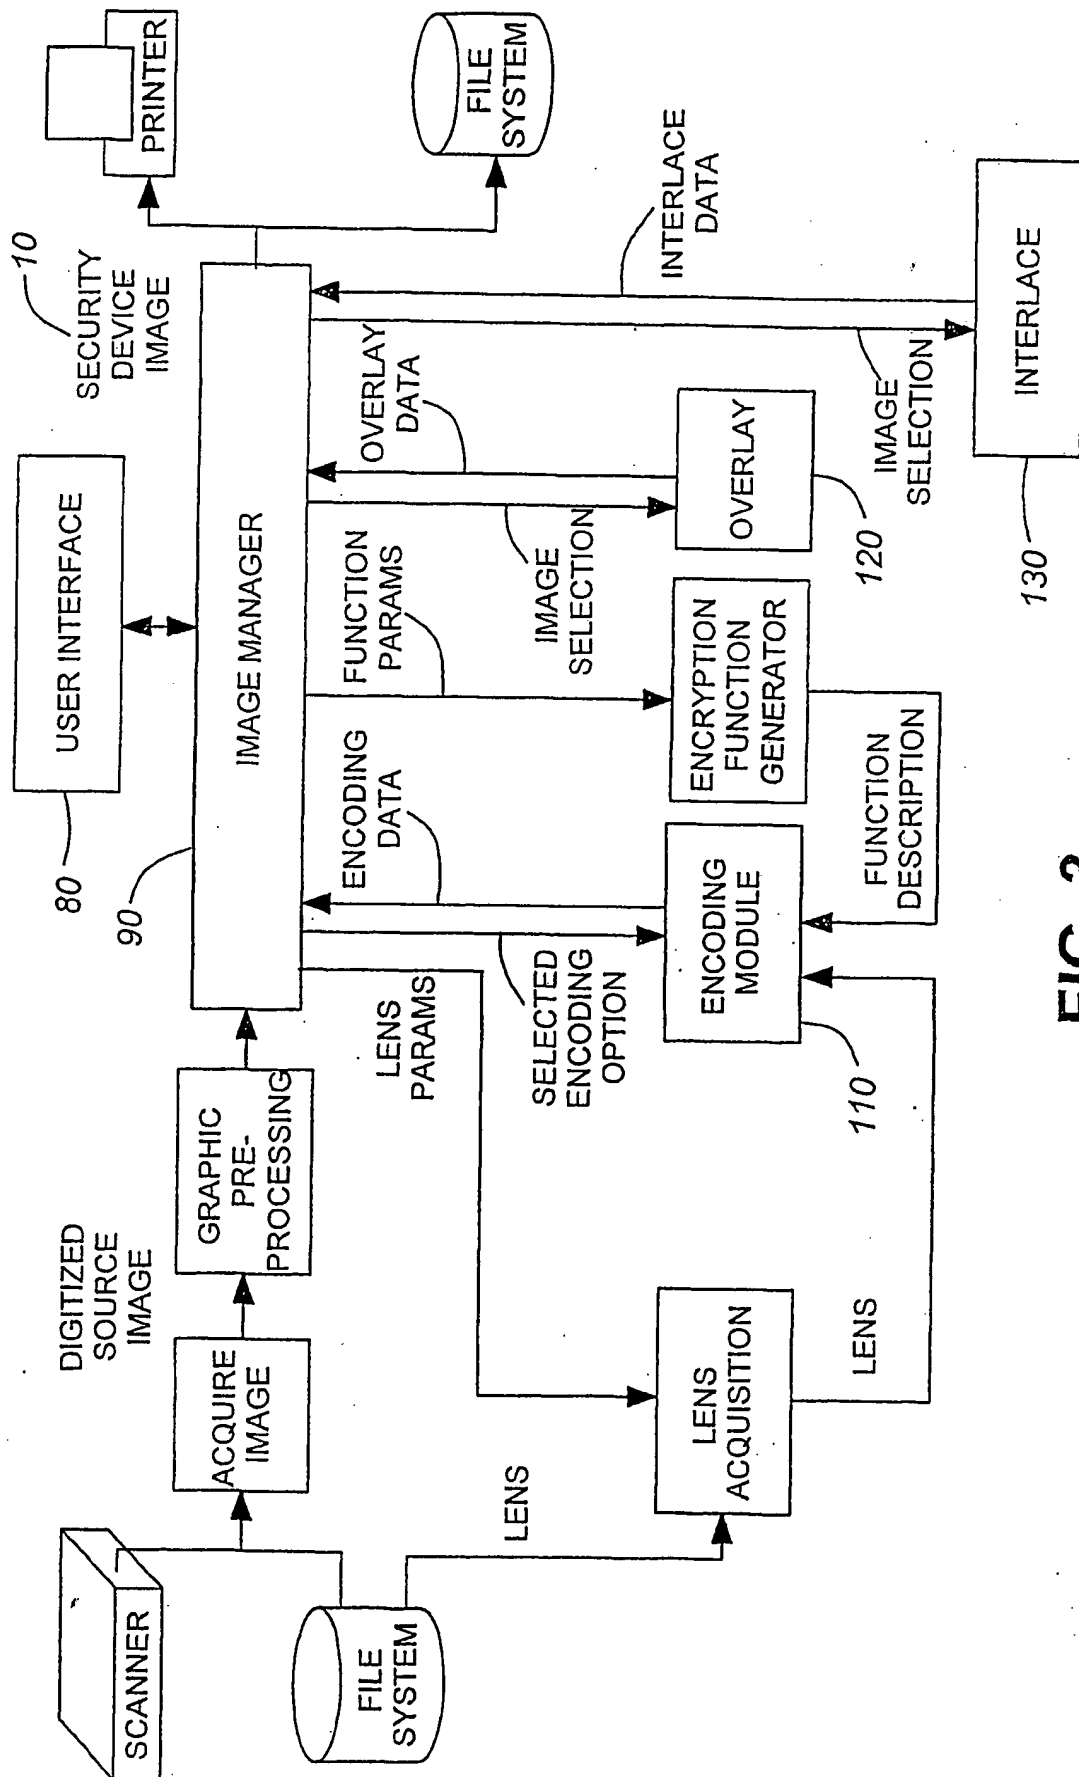 SCANNER
FILE
SYSTEM
DIGITIZED
SOURCE
IMAGE
ACQUIRE
IMAGE
GRAPHIC
PRE-
PROCESSING
LENS
LENS
PARAMS
LENS
ACQUISITION
LENS
80
USER INTERFACE
90
IMAGE MANAGER
10
SECURITY
DEVICE
IMAGE
PRINTER
FILE
SYSTEM
ENCODING
DATA
SELECTED
ENCODING
OPTION
ENCODING
MODULE
110
FUNCTION
PARAMS
ENCRYPTION
FUNCTION
GENERATOR
FUNCTION
DESCRIPTION
OVERLAY
DATA
IMAGE
SELECTION
OVERLAY
120
INTERLACE
DATA
IMAGE
SELECTION
INTERLACE
130